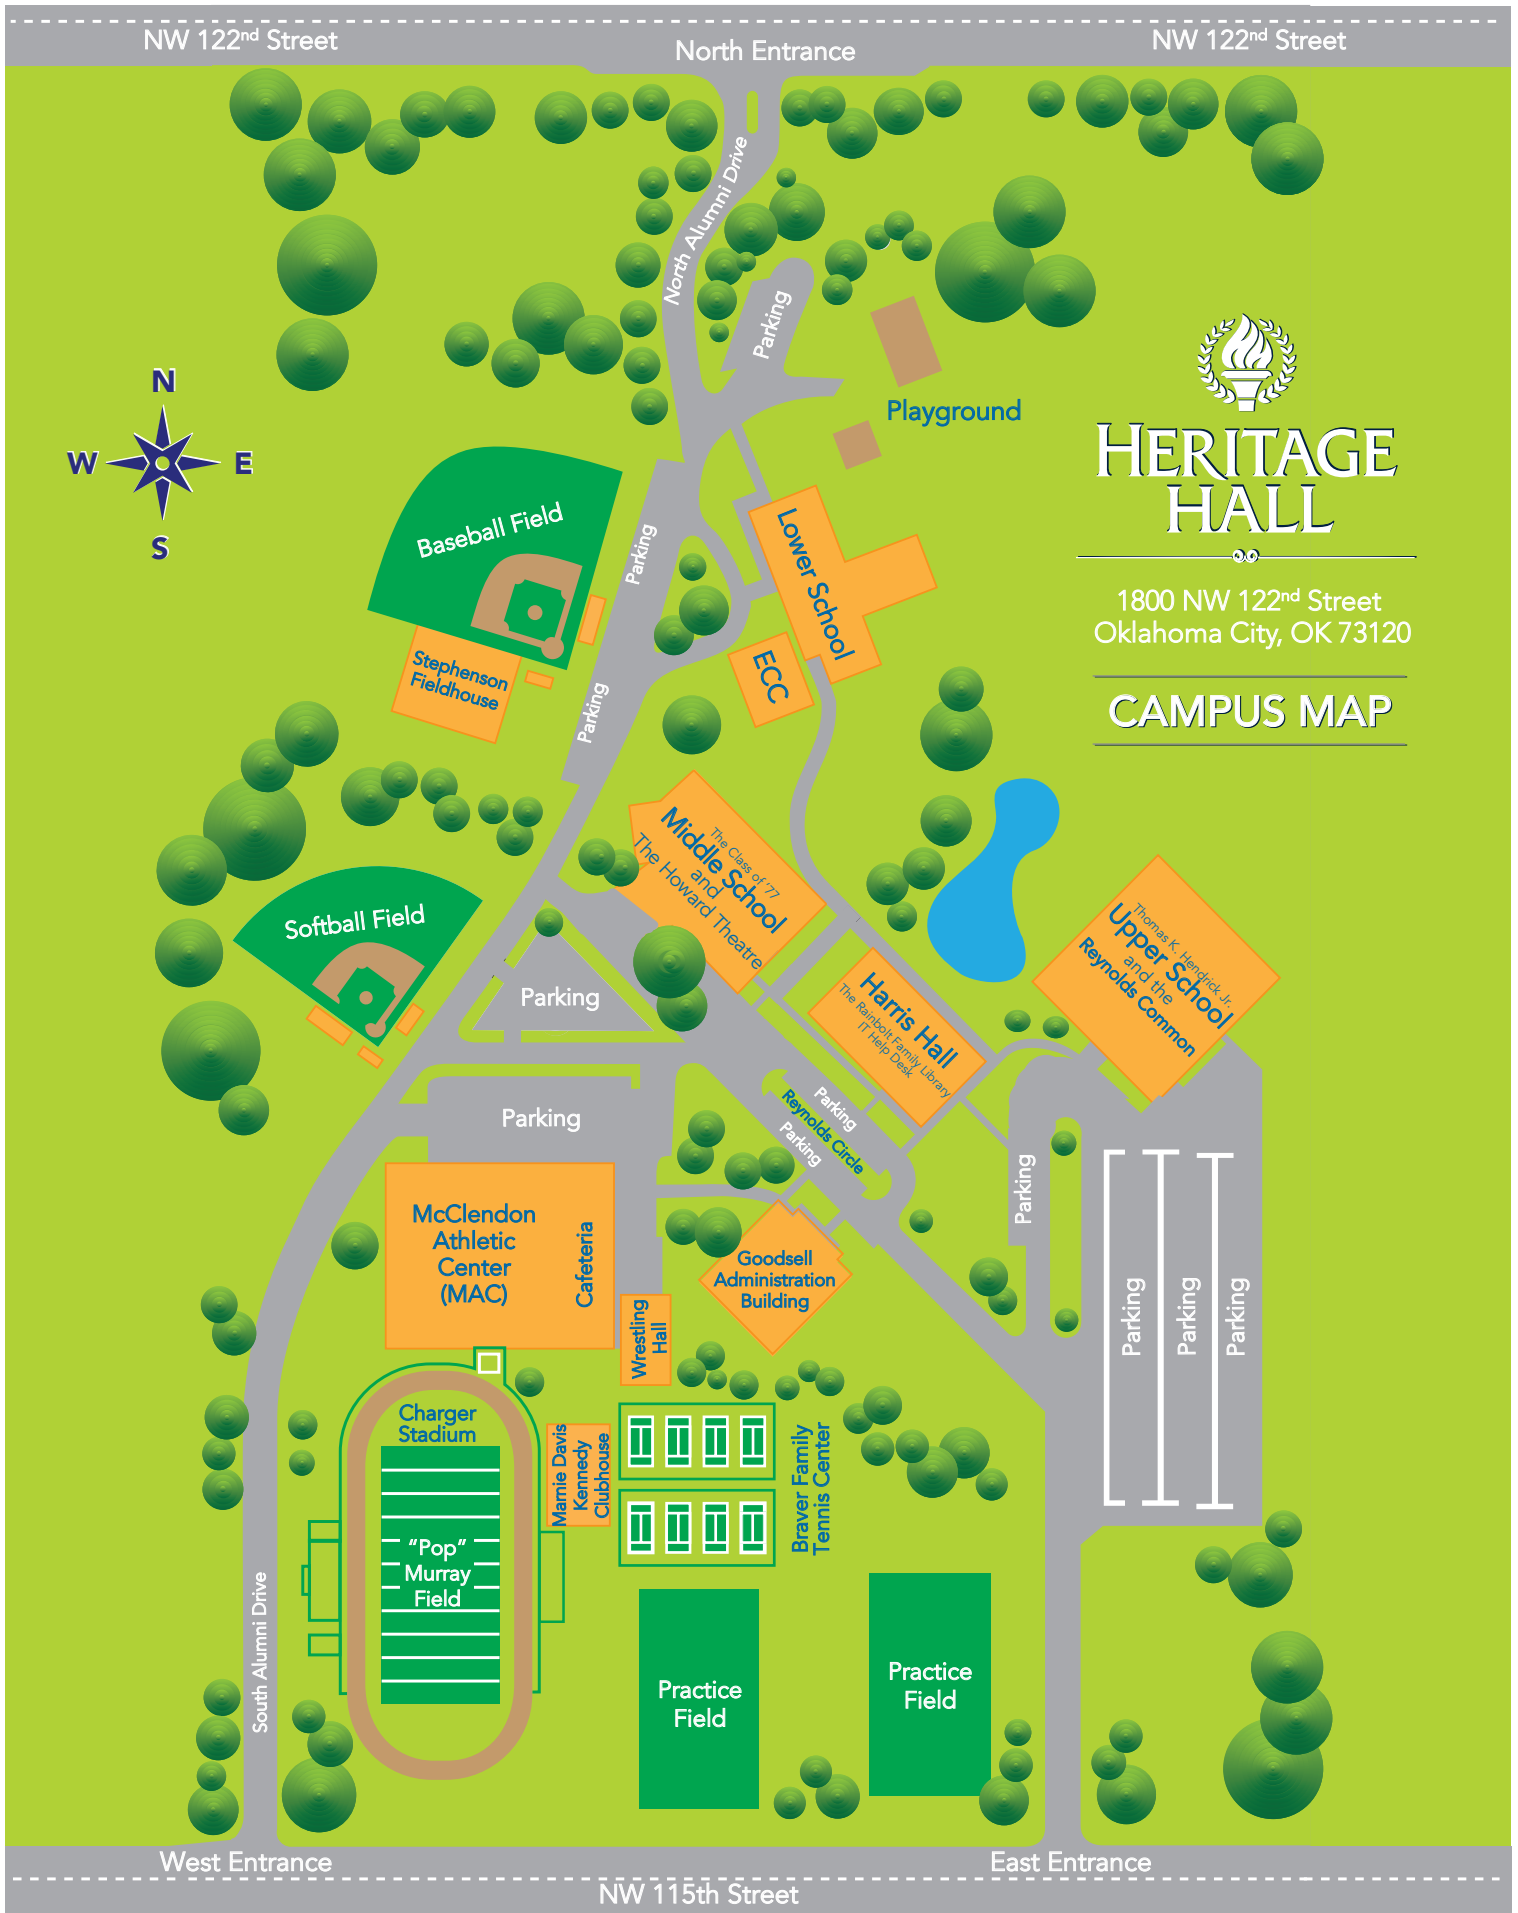 NW 122nd Street
North Entrance
NW 122nd Street
North Alumni Drive
Parking
Playground
N
W
E
S
HERITAGE
HALL
1800 NW 122nd Street
Oklahoma City, OK 73120
CAMPUS MAP
Baseball Field
Parking
Lower School
ECC
Stephenson
Fieldhouse
Parking
The Class of '77
Middle School
and
The Howard Theatre
Softball Field
Parking
Harris Hall
The Rainbolt Family Library
IT Help Desk
Thomas K. Hendrick Jr.
Upper School
and the
Reynolds Common
Parking
Parking
Reynolds Circle
Parking
Parking
McClendon
Athletic
Center
(MAC)
Cafeteria
Goodsell
Administration
Building
Wrestling
Hall
Parking
Parking
Parking
Charger
Stadium
Mamie Davis
Kennedy
Clubhouse
Braver Family
Tennis Center
“Pop“
Murray
Field
South Alumni Drive
Practice
Field
Practice
Field
West Entrance
East Entrance
NW 115th Street